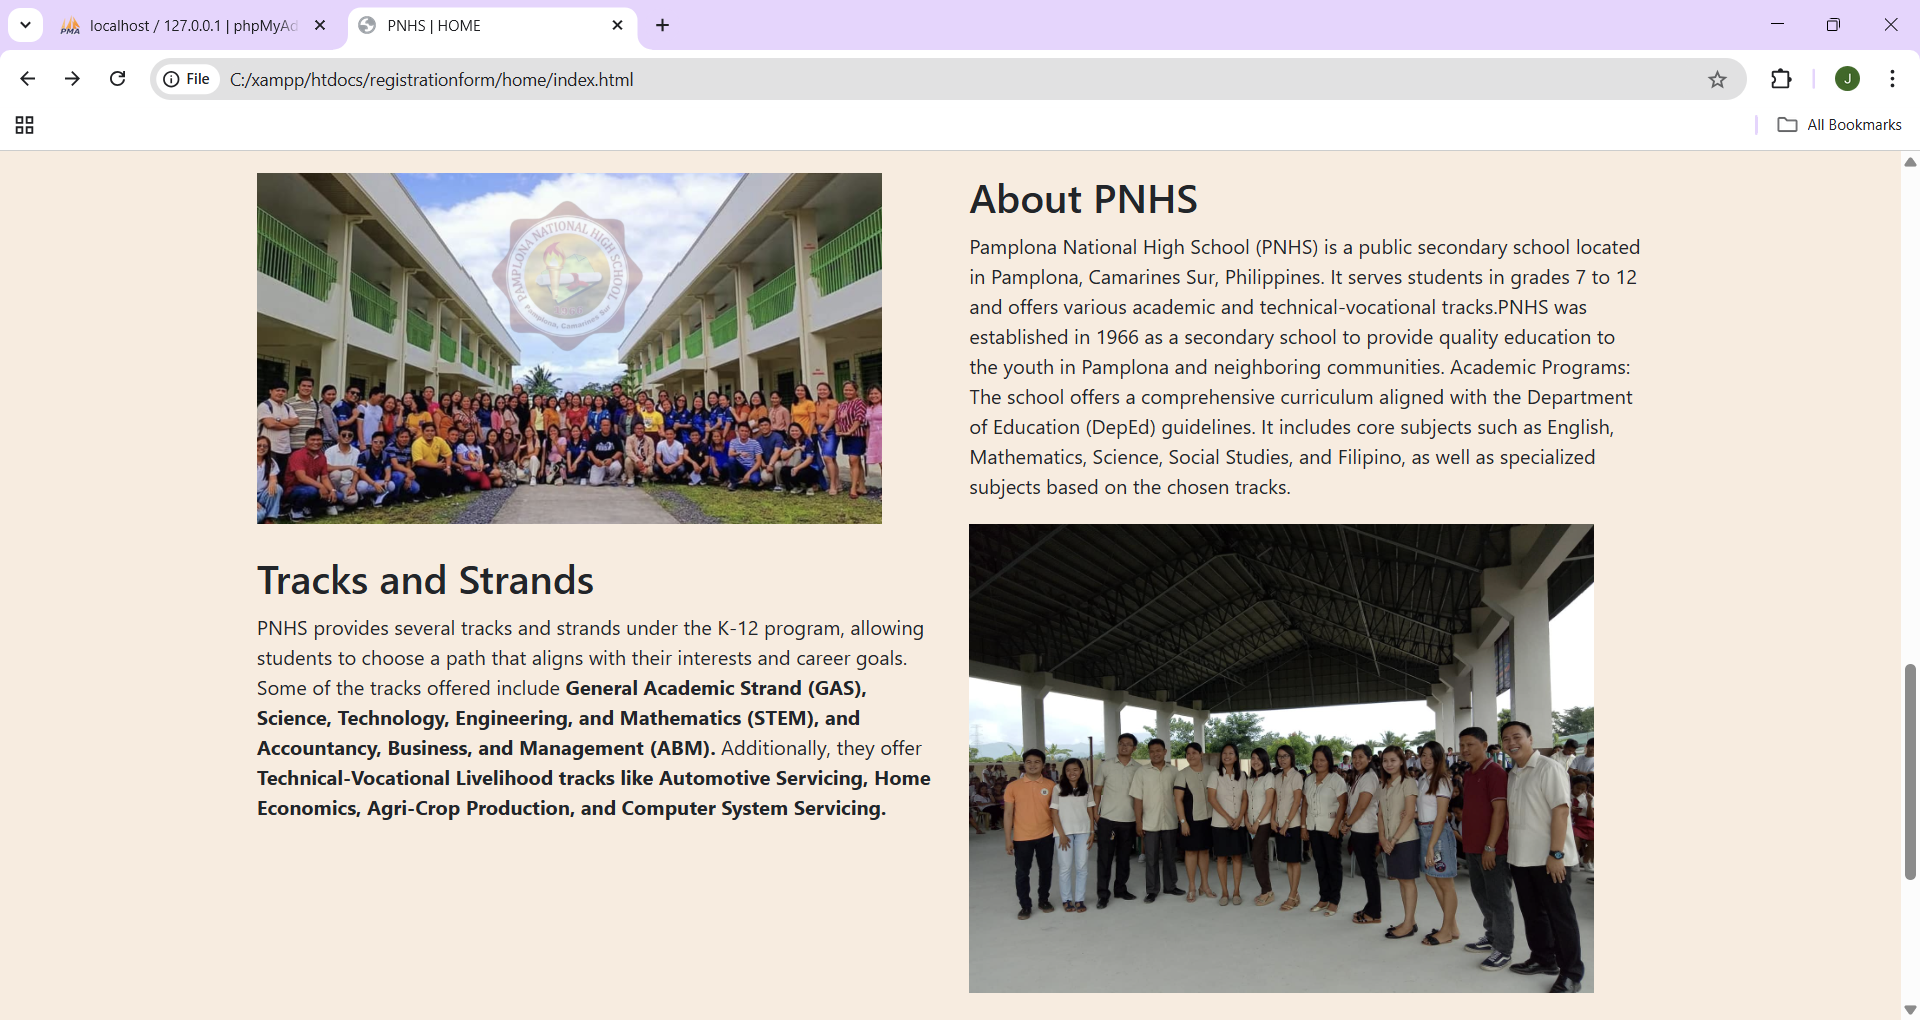 localhost / 127.0.0.1 | phpMyAd
PNHS | HOME
File
C:/xampp/htdocs/registrationform/home/index.html
J
All Bookmarks
PAMPLONA NATIONAL HIGH SCHOOL
Pamplona, Camarines Sur
About PNHS
Pamplona National High School (PNHS) is a public secondary school located
in Pamplona, Camarines Sur, Philippines. It serves students in grades 7 to 12
and offers various academic and technical-vocational tracks.PNHS was
established in 1966 as a secondary school to provide quality education to
the youth in Pamplona and neighboring communities. Academic Programs:
The school offers a comprehensive curriculum aligned with the Department
of Education (DepEd) guidelines. It includes core subjects such as English,
Mathematics, Science, Social Studies, and Filipino, as well as specialized
subjects based on the chosen tracks.
Tracks and Strands
PNHS provides several tracks and strands under the K-12 program, allowing
students to choose a path that aligns with their interests and career goals.
Some of the tracks offered include General Academic Strand (GAS),
Science, Technology, Engineering, and Mathematics (STEM), and
Accountancy, Business, and Management (ABM). Additionally, they offer
Technical-Vocational Livelihood tracks like Automotive Servicing, Home
Economics, Agri-Crop Production, and Computer System Servicing.